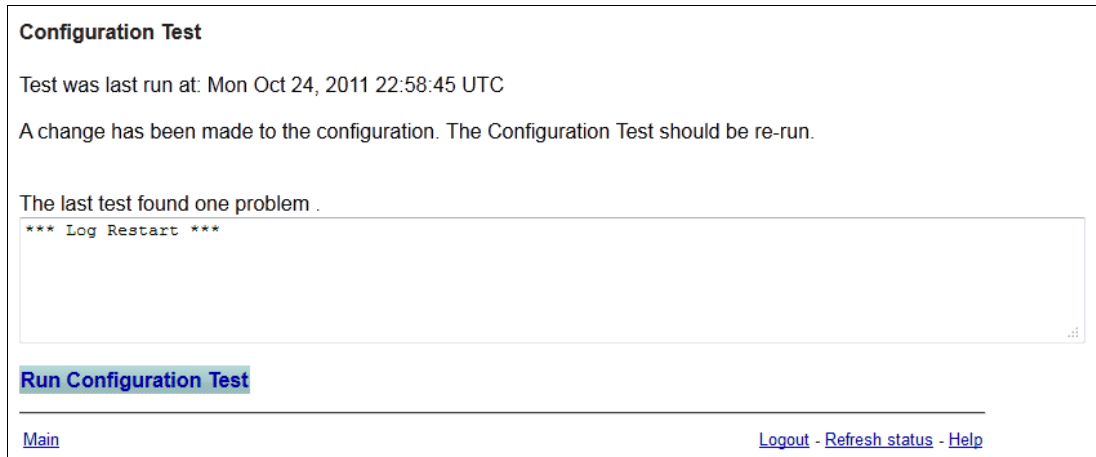 Configuration Test
Test was last run at: Mon Oct 24, 2011 22:58:45 UTC
A change has been made to the configuration. The Configuration Test should be re-run.
The last test found one problem .
*** Log Restart ***
Run Configuration Test
Main Logout - Refresh status - Help